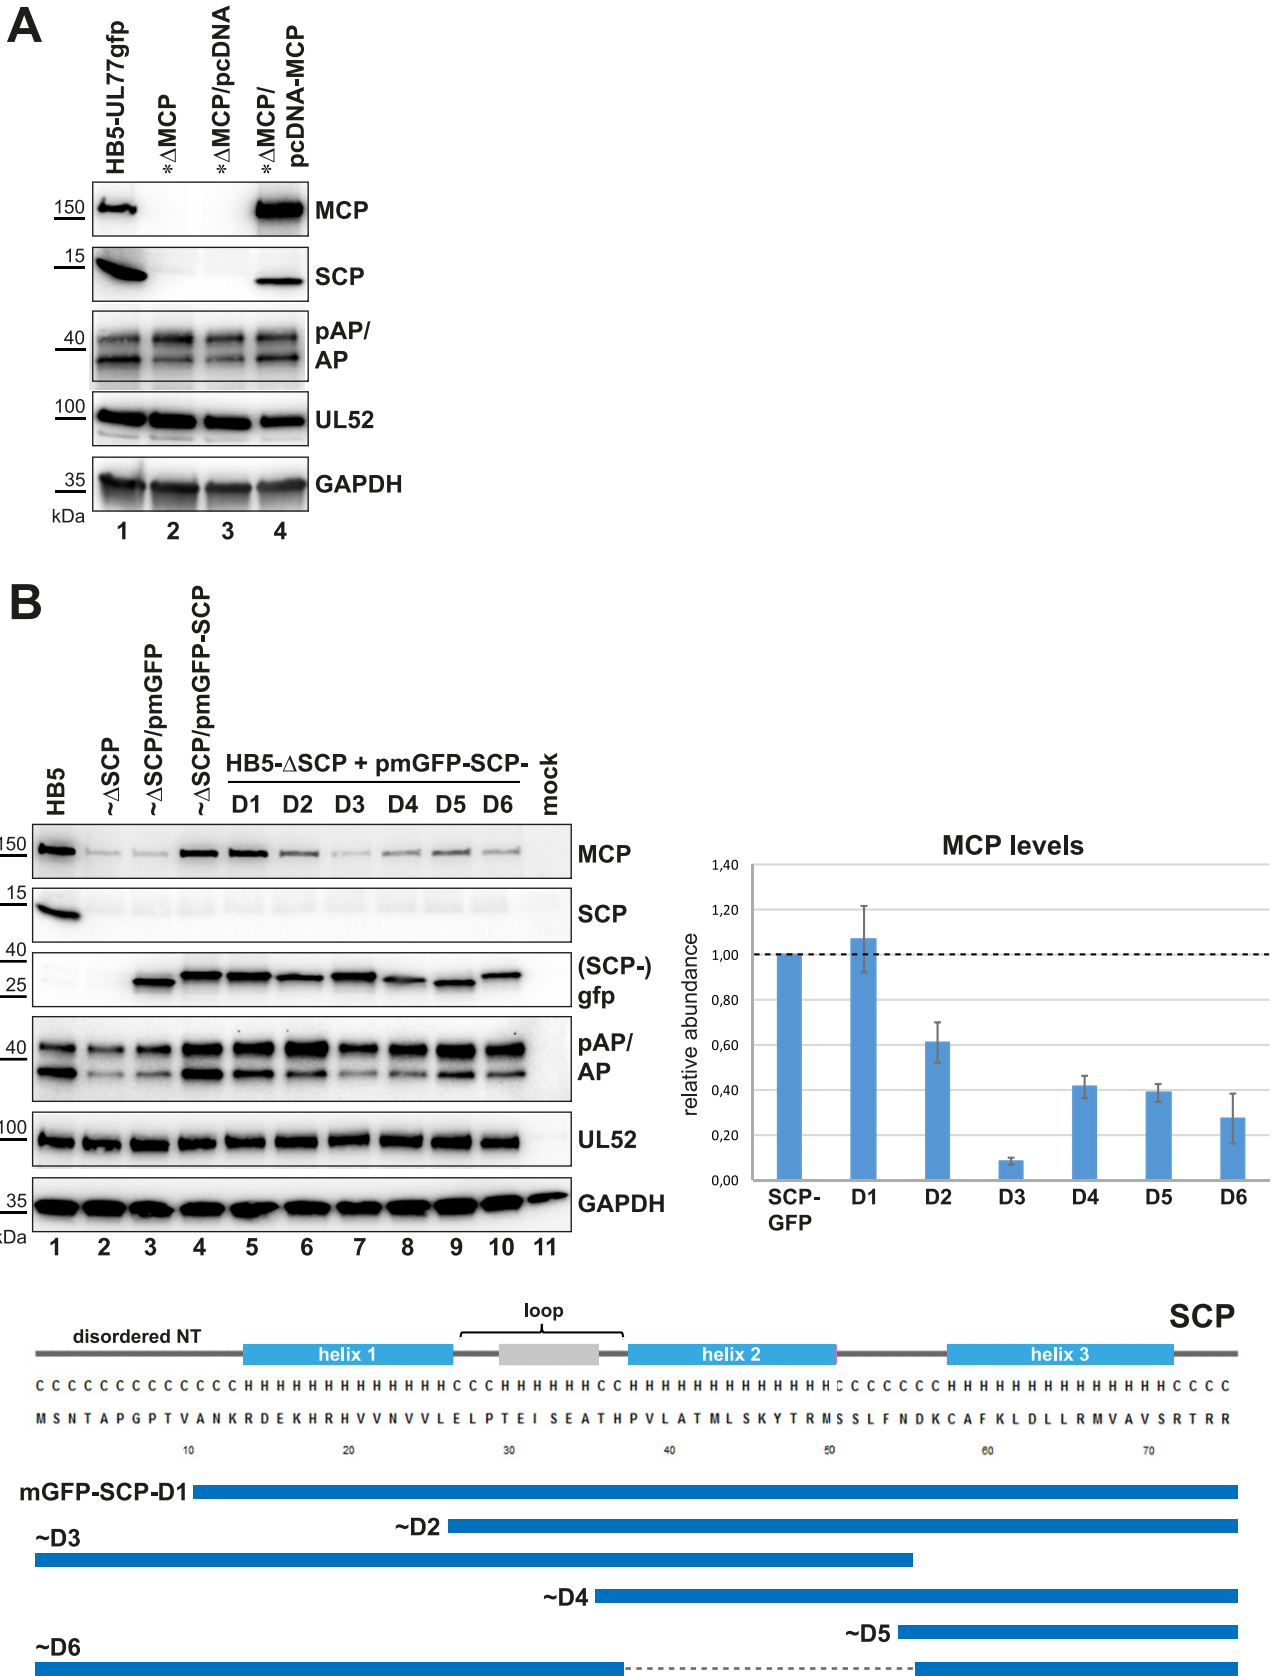 A
HB5-UL77gfp
*ΔMCP
*ΔMCP/pcDNA
*ΔMCP/
pcDNA-MCP
150
MCP
15
SCP
40
pAP/
AP
100
UL52
35
GAPDH
kDa
1 2 3 4
B
HB5
~ΔSCP
~ΔSCP/pmGFP
~ΔSCP/pmGFP-SCP
HB5-ΔSCP + pmGFP-SCP-
D1 D2 D3 D4 D5 D6
mock
150
MCP
15
SCP
40
25
(SCP-)
gfp
40
pAP/
AP
100
UL52
35
GAPDH
kDa
1 2 3 4 5 6 7 8 9 10 11
MCP levels
relative abundance
1,40
1,20
1,00
0,80
0,60
0,40
0,20
0,00
SCP-
GFP
D1 D2 D3 D4 D5 D6
SCP
loop
disordered NT
helix 1
helix 2
helix 3
C C C C C C C C C C C C C H H H H H H H H H H H H H C C C H H H H H H C C H H H H H H H H H H H H H C C C C C C C H H H H H H H H H H H H H H C C C C
M S N T A P G P T V A N K R D E K H R H V V N V V L E L P T E I S E A T H P V L A T M L S K Y T R M S S L F N D K C A F K L D L L R M V A V S R T R R
10 20 30 40 50 60 70
mGFP-SCP-D1
~D2
~D3
~D4
~D5
~D6